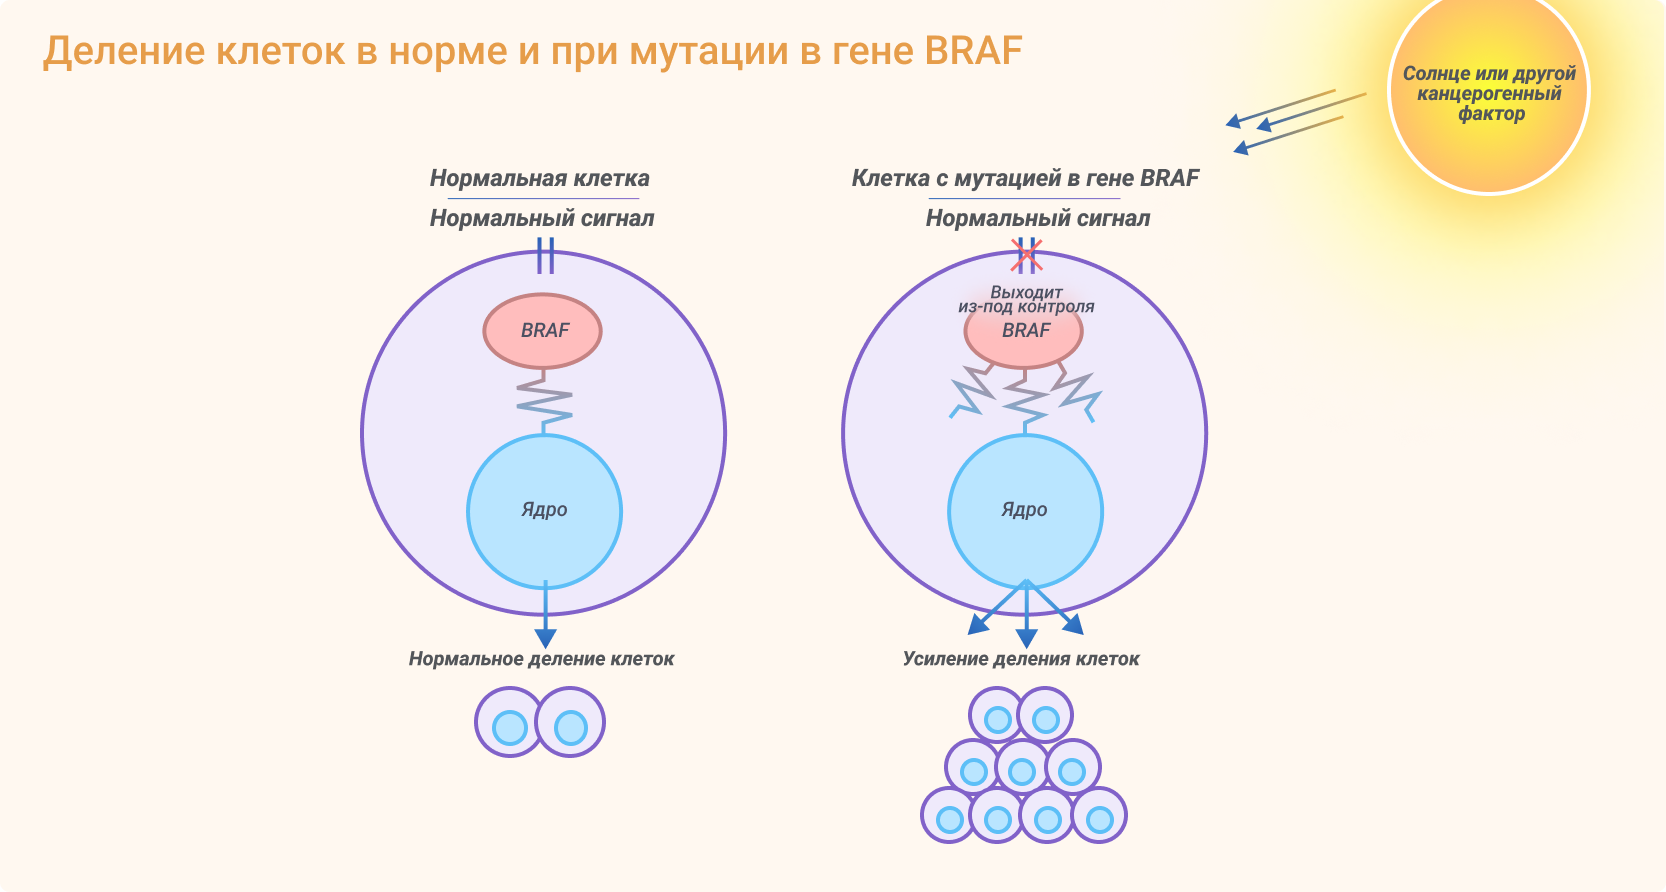 Деление клеток в норме и при мутации в гене BRAF
Солнце или другой
канцерогенный
фактор
Нормальная клетка
Нормальный сигнал
BRAF
Ядро
Нормальное деление клеток
Клетка с мутацией в гене BRAF
Нормальный сигнал
Выходит
из-под контроля
BRAF
Ядро
Усиление деления клеток